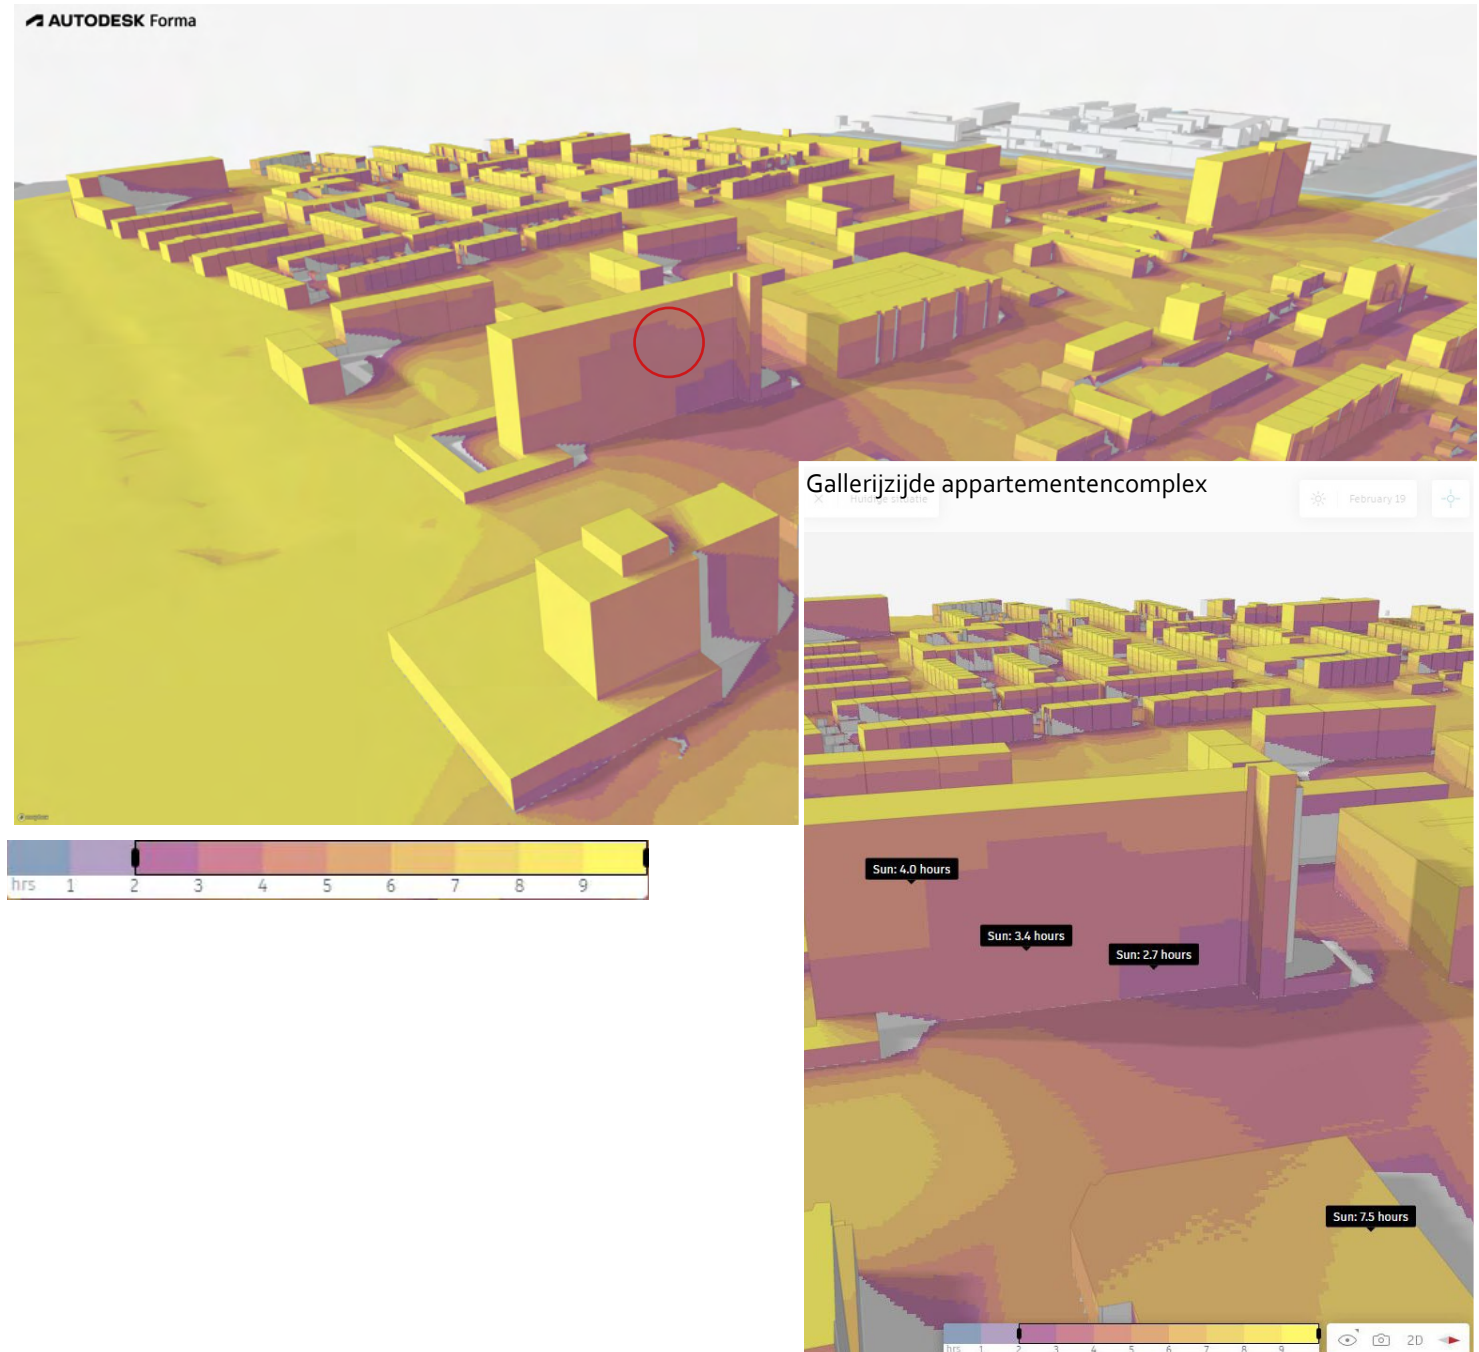 AUTODESK Forma
hrs 1 2 3 4 5 6 7 8 9
Gallerijzijde appartementencomplex
Huidige situatie
February 19
Sun: 4.0 hours
Sun: 3.4 hours
Sun: 2.7 hours
Sun: 7.5 hours
hrs 1 2 3 4 5 6 7 8 9
2D